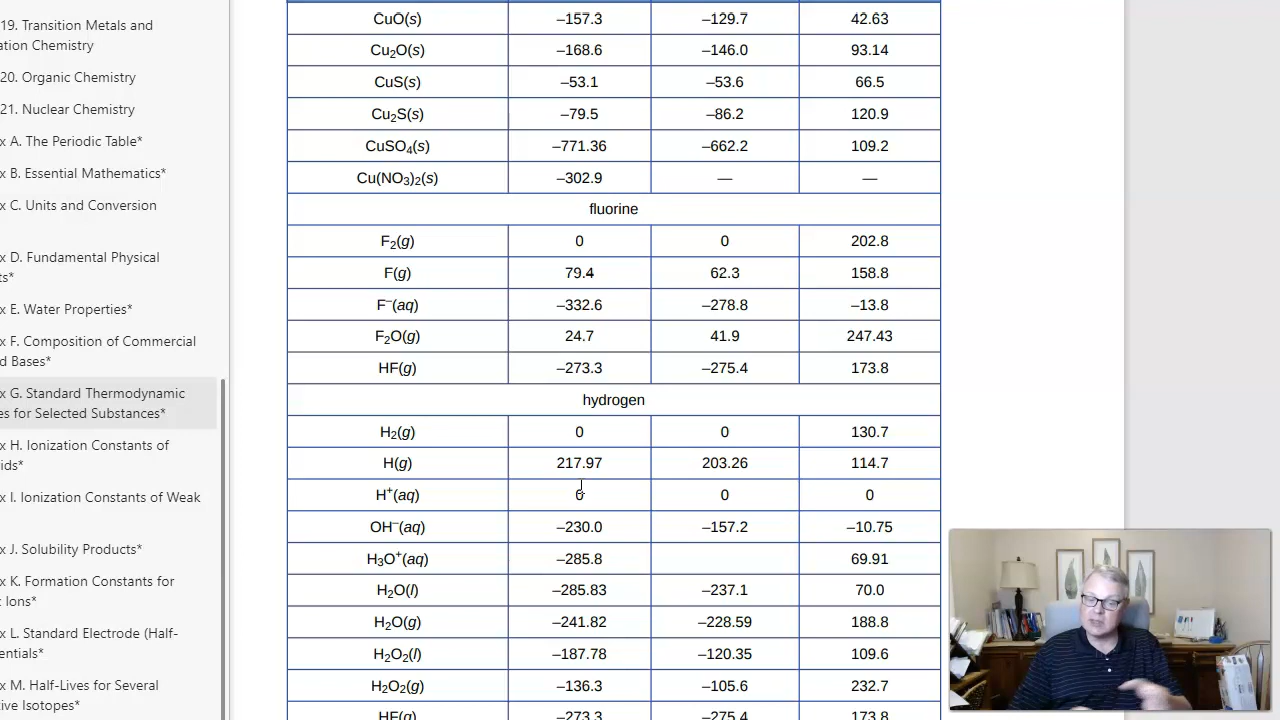 19. Transition Metals and
ation Chemistry
20. Organic Chemistry
21. Nuclear Chemistry
x A. The Periodic Table*
x B. Essential Mathematics*
x C. Units and Conversion
x D. Fundamental Physical
ts*
x E. Water Properties*
x F. Composition of Commercial
d Bases*
x G. Standard Thermodynamic
es for Selected Substances*
x H. Ionization Constants of
ids*
x I. Ionization Constants of Weak
x J. Solubility Products*
x K. Formation Constants for
Ions*
x L. Standard Electrode (Half-
entials*
x M. Half-Lives for Several
ive Isotopes*
CuO(s) –157.3 –129.7 42.63
Cu₂O(s) –168.6 –146.0 93.14
CuS(s) –53.1 –53.6 66.5
Cu₂S(s) –79.5 –86.2 120.9
CuSO₄(s) –771.36 –662.2 109.2
Cu(NO₃)₂(s) –302.9 — —
fluorine
F₂(g) 0 0 202.8
F(g) 79.4 62.3 158.8
F⁻(aq) –332.6 –278.8 –13.8
F₂O(g) 24.7 41.9 247.43
HF(g) –273.3 –275.4 173.8
hydrogen
H₂(g) 0 0 130.7
H(g) 217.97 203.26 114.7
H⁺(aq) 0 0 0
OH⁻(aq) –230.0 –157.2 –10.75
H₃O⁺(aq) –285.8 69.91
H₂O(l) –285.83 –237.1 70.0
H₂O(g) –241.82 –228.59 188.8
H₂O₂(l) –187.78 –120.35 109.6
H₂O₂(g) –136.3 –105.6 232.7
HF(g) –273.3 –275.4 173.8